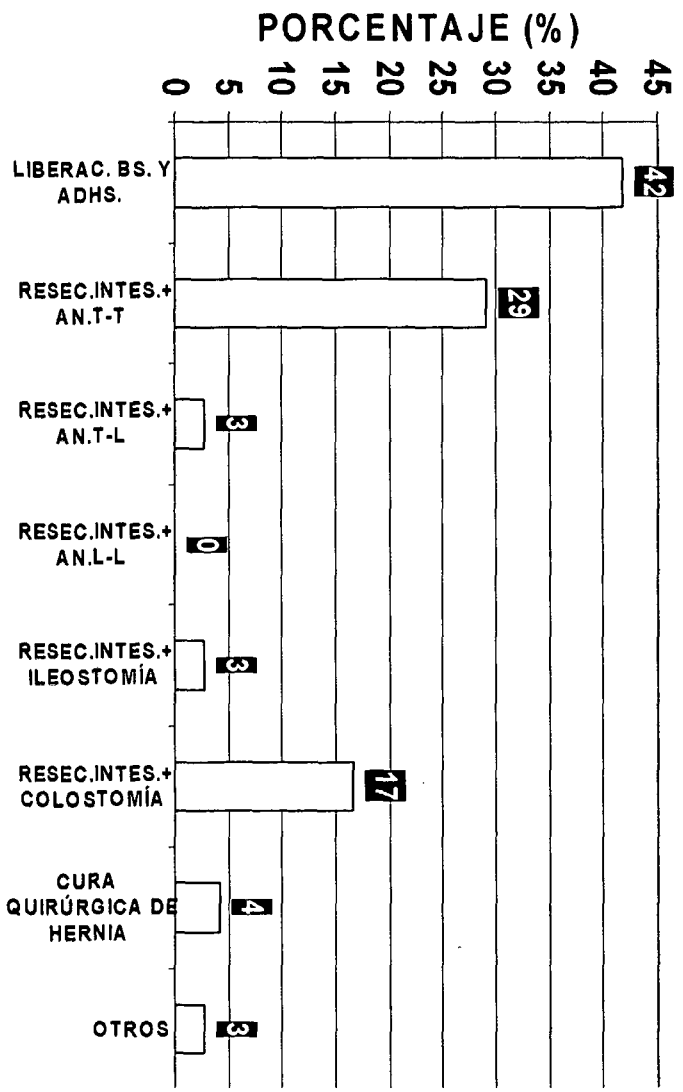 PORCENTAJE (%)
0
5
10
15
20
25
30
35
40
45
LIBERAC. BS. Y
ADHS.
42
RESEC.INTES.+
AN.T-T
29
RESEC.INTES.+
AN.T-L
3
RESEC.INTES.+
AN.L-L
0
RESEC.INTES.+
ILEOSTOMÍA
3
RESEC.INTES.+
COLOSTOMÍA
17
CURA
QUIRÚRGICA DE
HERNIA
4
OTROS
3